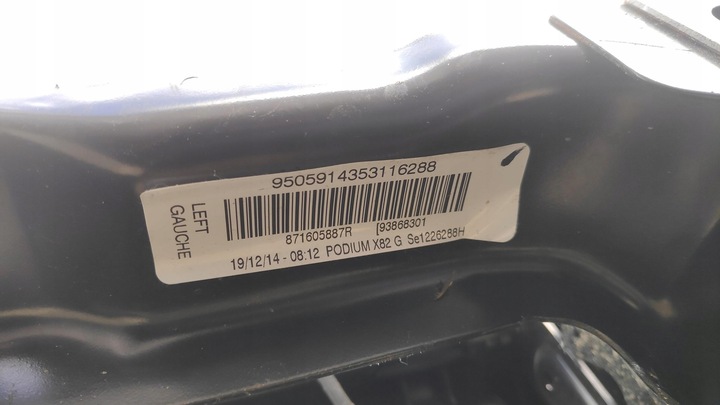 9505914353116288
LEFT
GAUCHE
871605887R [93868301
19/12/14 - 08:12 PODIUM X82 G Se1226288H